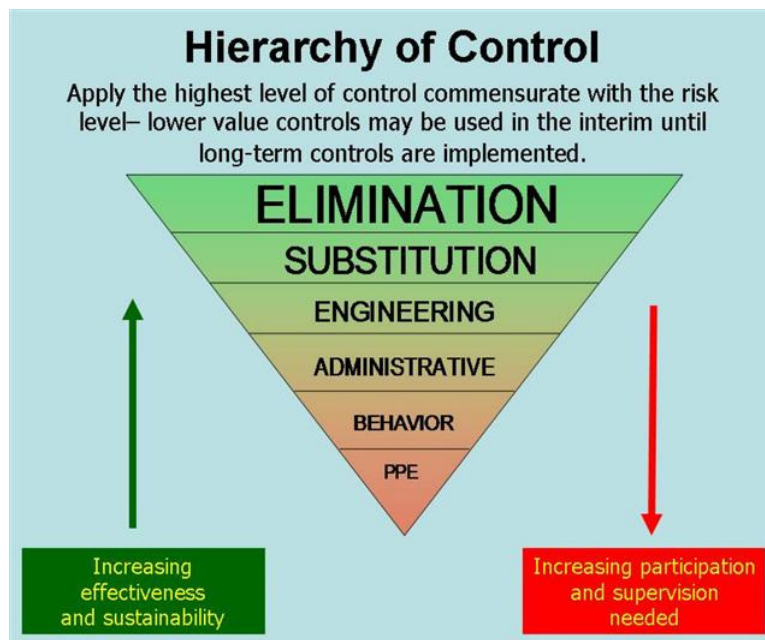 Hierarchy of Control
Apply the highest level of control commensurate with the risk
level– lower value controls may be used in the interim until
long-term controls are implemented.
ELIMINATION
SUBSTITUTION
ENGINEERING
ADMINISTRATIVE
BEHAVIOR
PPE
Increasing
effectiveness
and sustainability
Increasing participation
and supervision
needed